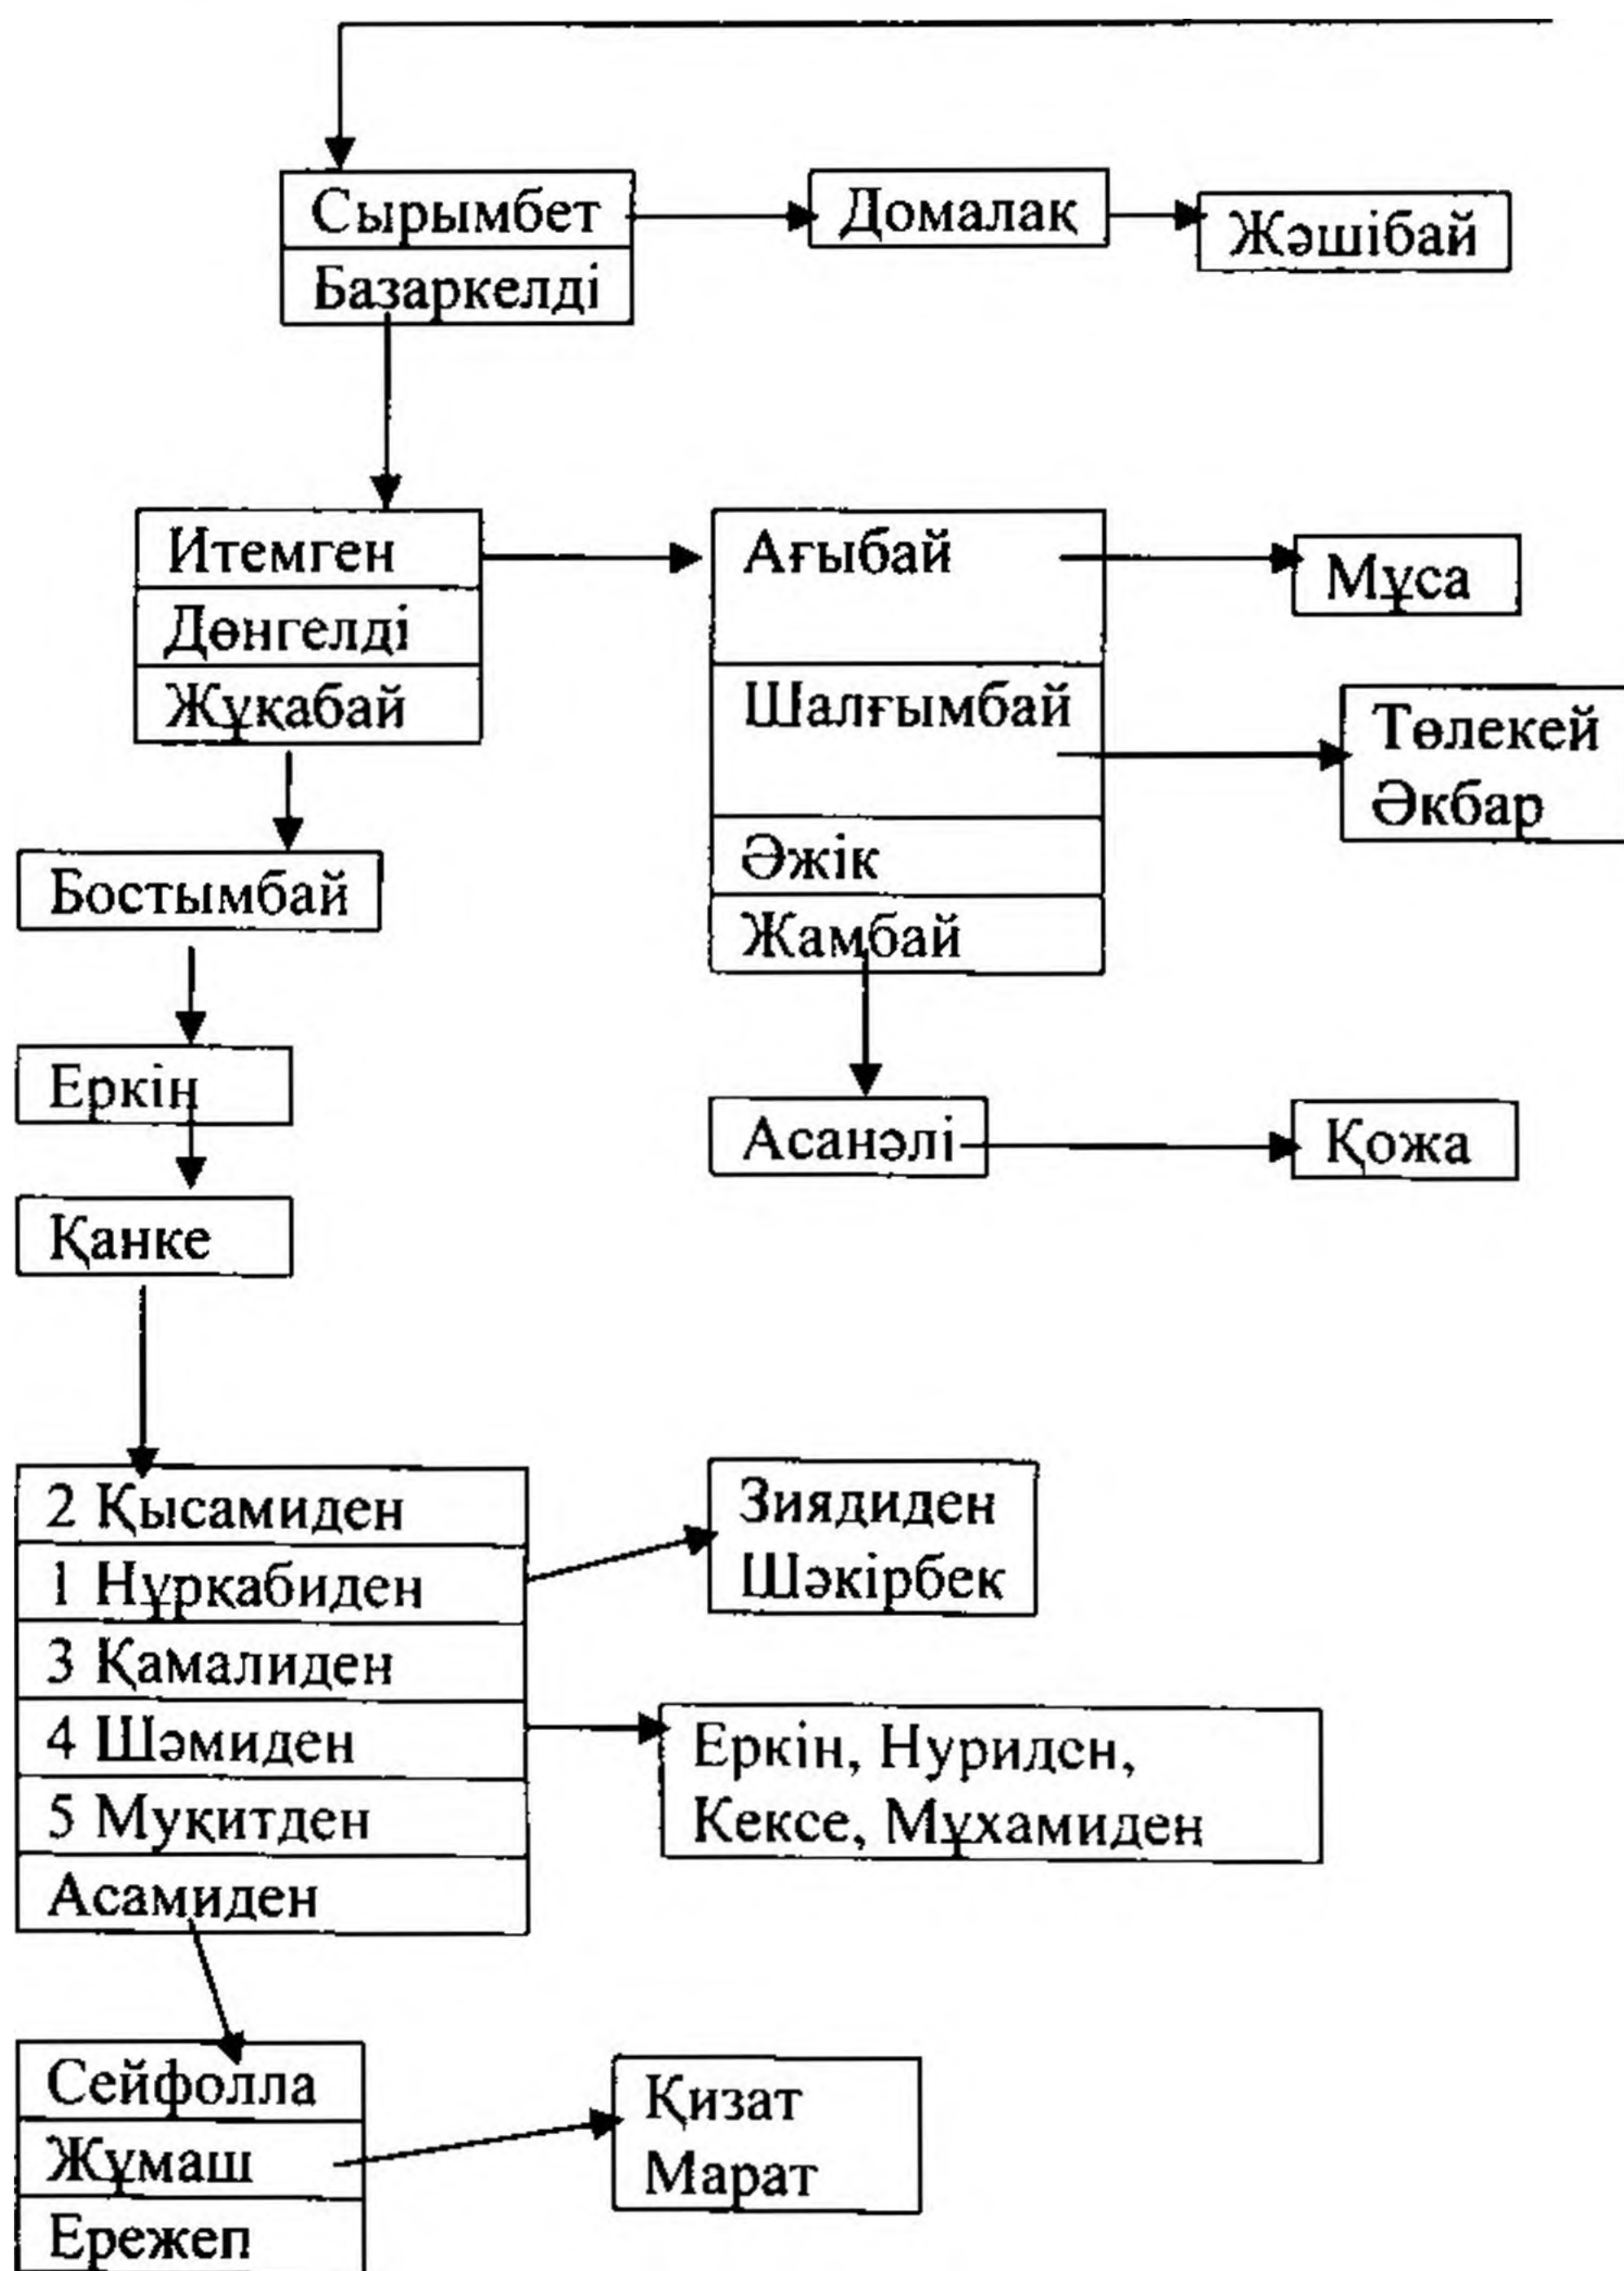 Сырымбет
Базаркелді
Домалақ
Жәшібай
Итемген
Дөнгелді
Жұқабай
Ағыбай
Шалғымбай
Әжік
Жамбай
Мұса
Төлекей
Әкбар
Бостымбай
Еркін
Қанке
Асанәлі
Қожа
2 Қысамиден
1 Нұрқабиден
3 Қамалиден
4 Шәмиден
5 Муқитден
Асамиден
Зиядиден
Шәкірбек
Еркін, Нуриден,
Кексе, Мұхамиден
Сейфолла
Жұмаш
Ережеп
Қизат
Марат